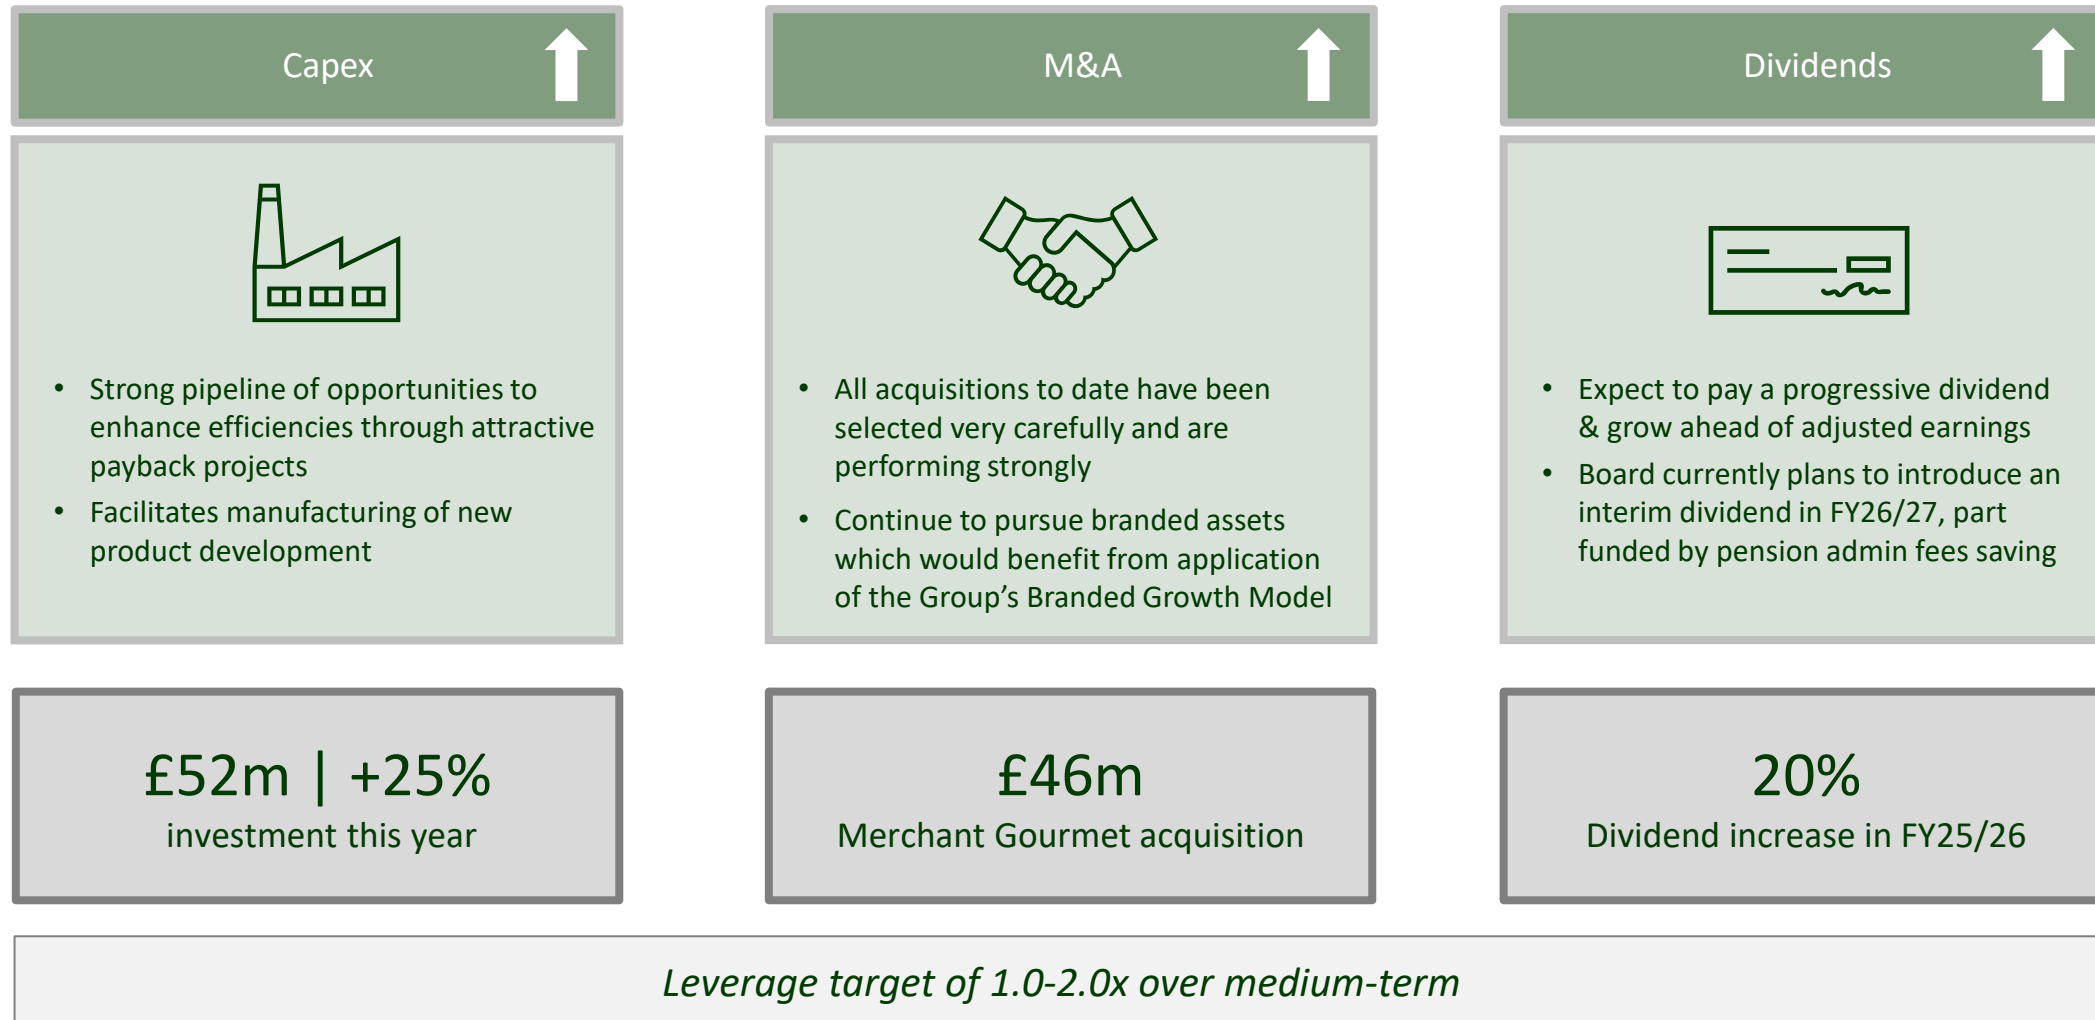 Capex
• Strong pipeline of opportunities to
enhance efficiencies through attractive
payback projects
• Facilitates manufacturing of new
product development
£52m | +25%
investment this year
M&A
• All acquisitions to date have been
selected very carefully and are
performing strongly
• Continue to pursue branded assets
which would benefit from application
of the Group’s Branded Growth Model
£46m
Merchant Gourmet acquisition
Dividends
• Expect to pay a progressive dividend
& grow ahead of adjusted earnings
• Board currently plans to introduce an
interim dividend in FY26/27, part
funded by pension admin fees saving
20%
Dividend increase in FY25/26
Leverage target of 1.0-2.0x over medium-term